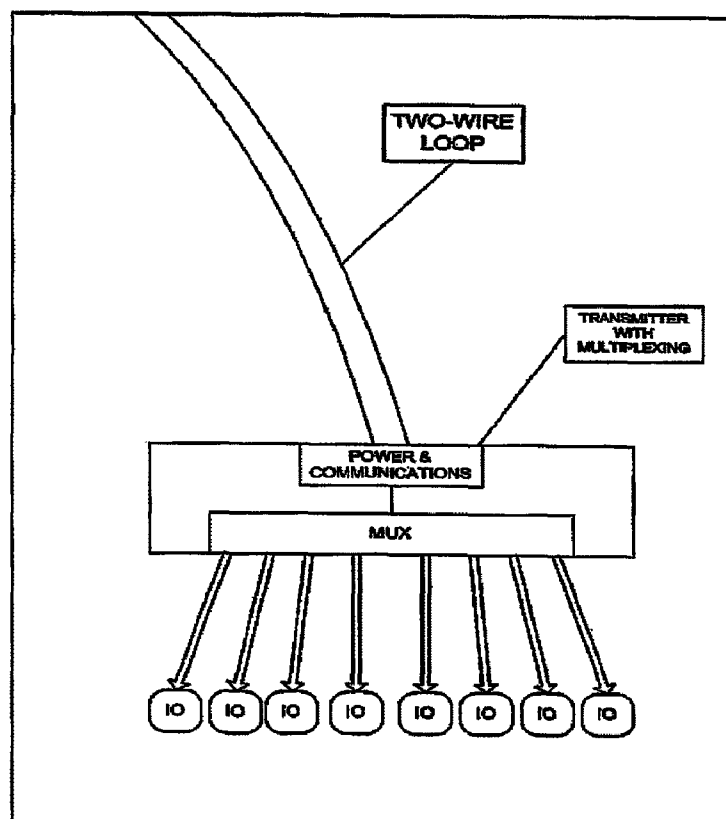 TWO-WIRE
LOOP
TRANSMITTER
WITH
MULTIPLEXING
POWER &
COMMUNICATIONS
MUX
IO IO IO IO IO IO IO IO